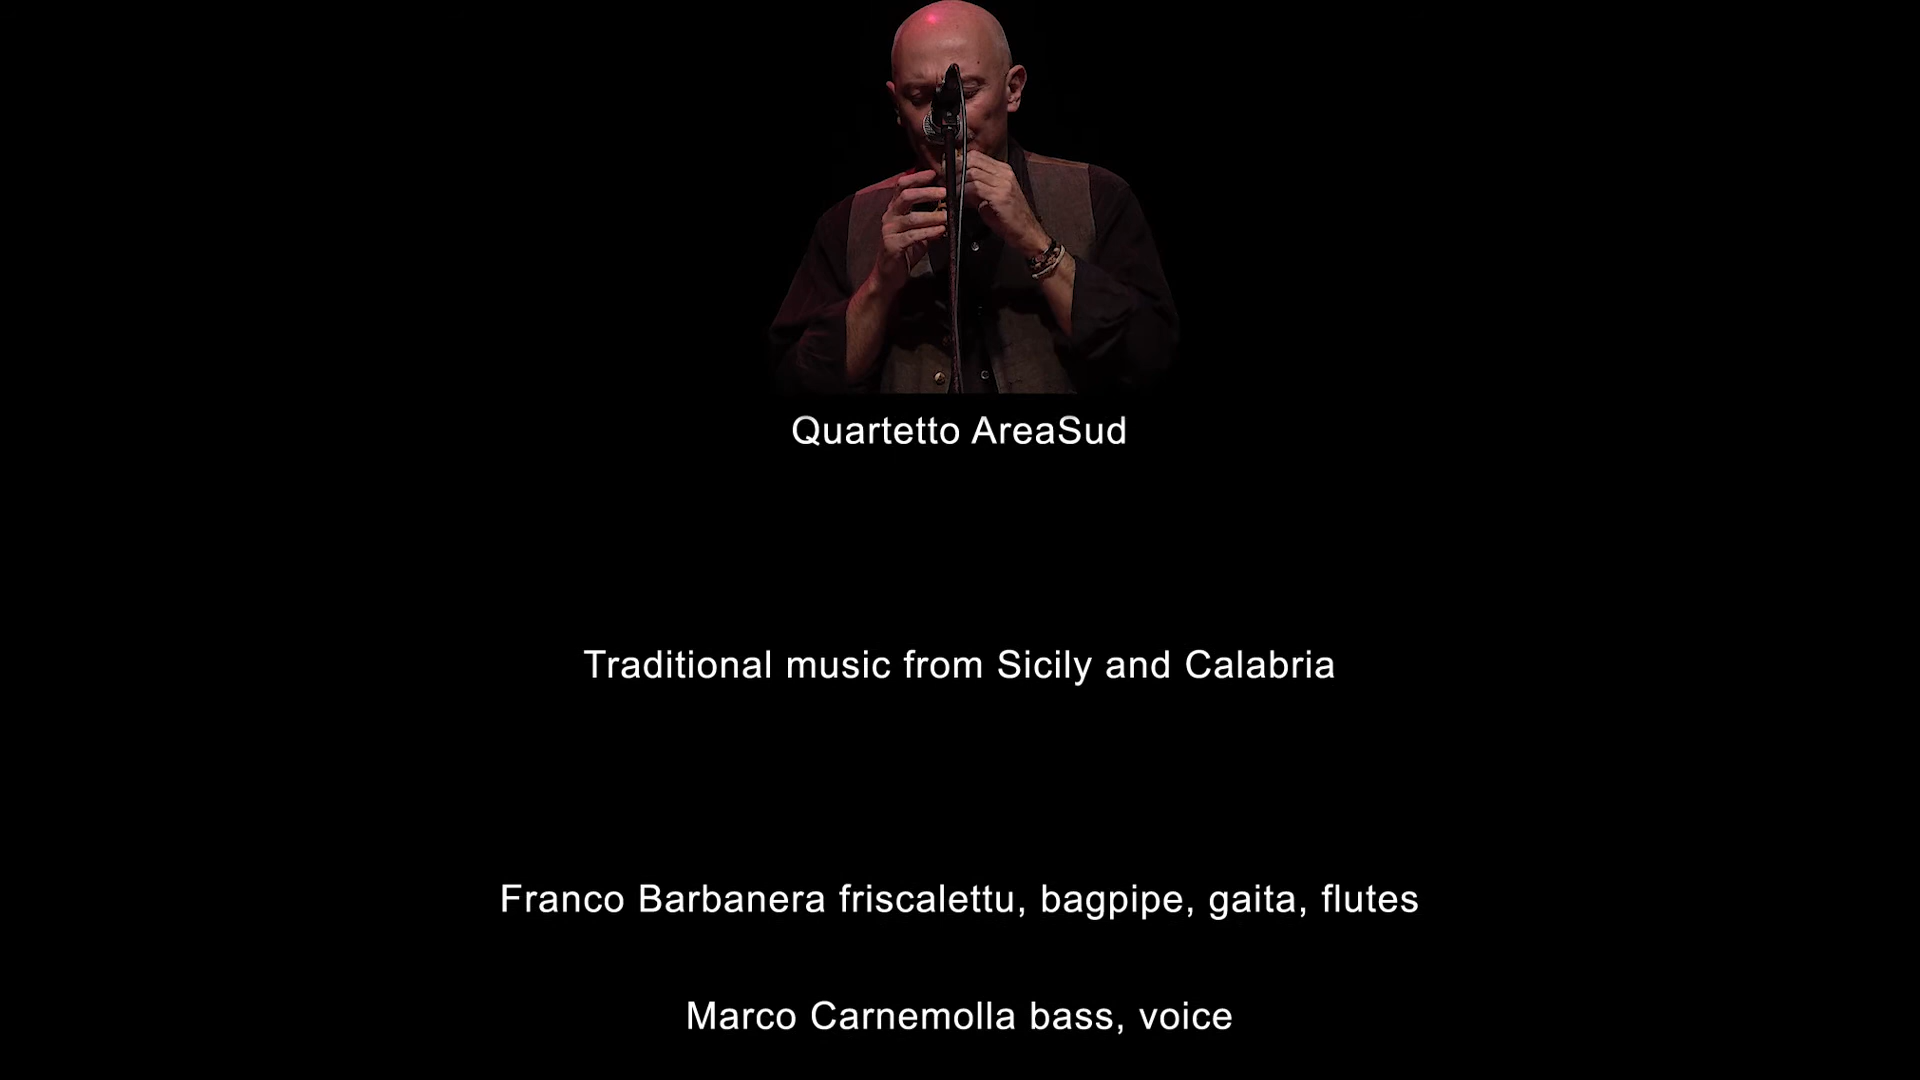 Quartetto AreaSud
Traditional music from Sicily and Calabria
Franco Barbanera friscalettu, bagpipe, gaita, flutes
Marco Carnemolla bass, voice